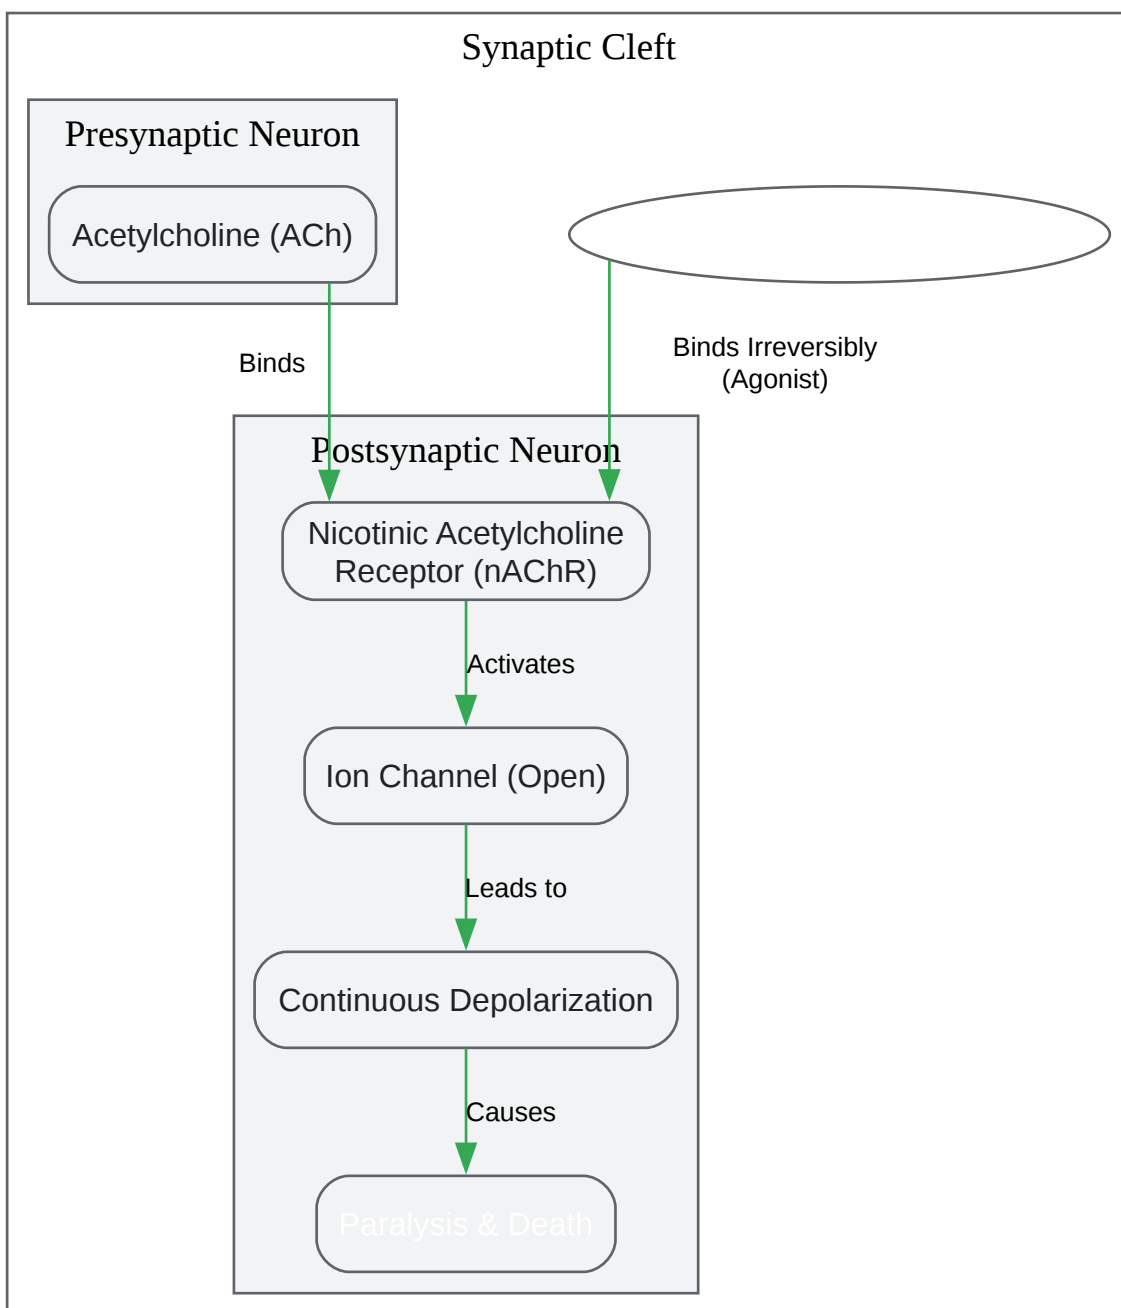 Synaptic Cleft
Presynaptic Neuron
Acetylcholine (ACh)
Binds
Binds Irreversibly
(Agonist)
Postsynaptic Neuron
Nicotinic Acetylcholine
Receptor (nAChR)
Activates
Ion Channel (Open)
Leads to
Continuous Depolarization
Causes
Paralysis & Death